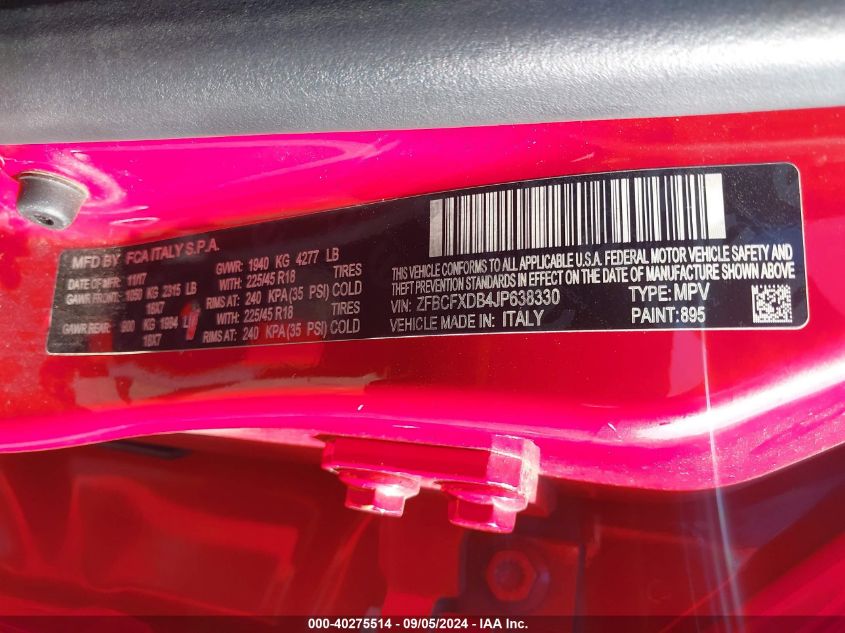 MFD BY FCA ITALY S.P.A.
DATE OF MFR: 11/17 GVWR: 1940 KG 4277 LB
GAWR FRONT: 1050 KG 2315 LB WITH: 225/45 R18 TIRES
18X7 RIMS AT: 240 KPA(35 PSI) COLD
GAWR REAR: 900 KG 1984 LB WITH: 225/45 R18 TIRES
18X7 RIMS AT: 240 KPA(35 PSI) COLD
THIS VEHICLE CONFORMS TO ALL APPLICABLE U.S.A. FEDERAL MOTOR VEHICLE SAFETY AND
THEFT PREVENTION STANDARDS IN EFFECT ON THE DATE OF MANUFACTURE SHOWN ABOVE
VIN: ZFBCFXDB4JP638330 TYPE: MPV
VEHICLE MADE IN: ITALY PAINT: 895
000-40275514 - 09/05/2024 - IAA Inc.